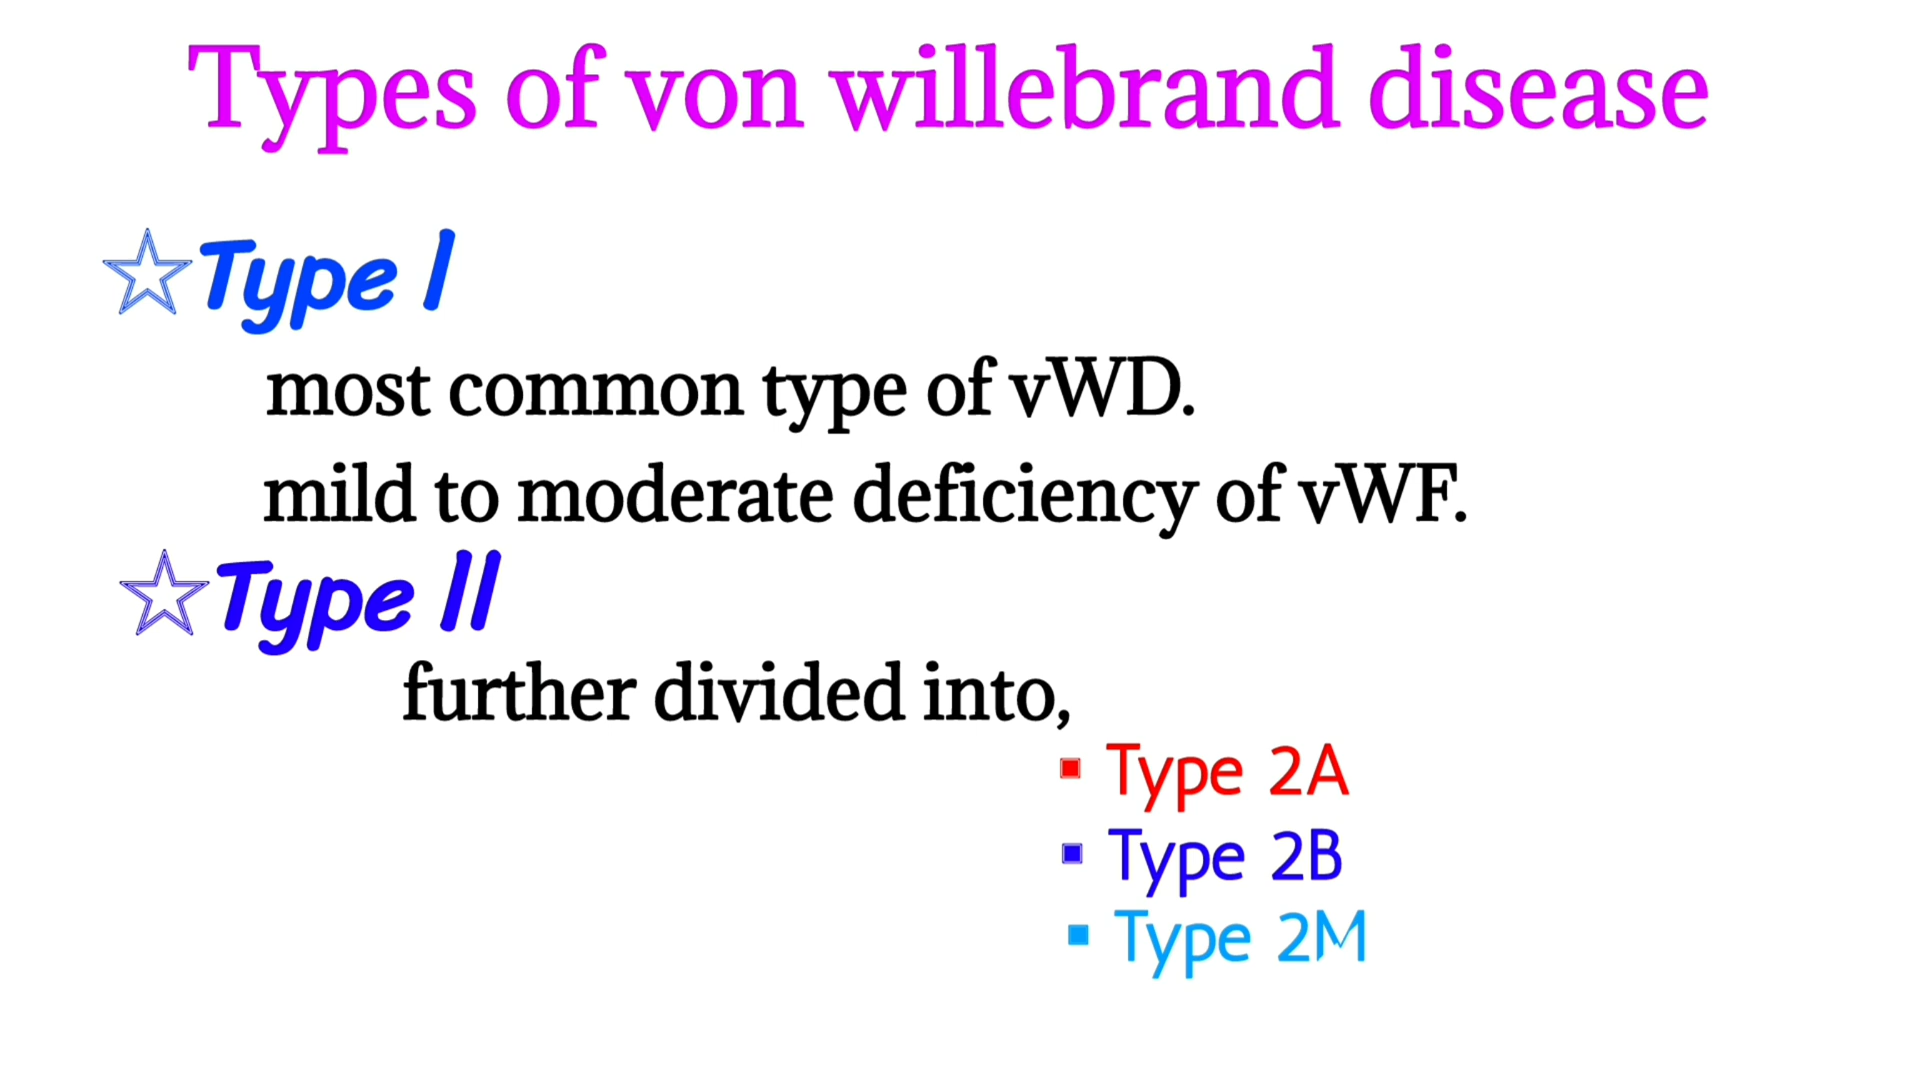 Types of von willebrand disease
☆Type I
most common type of vWD.
mild to moderate deficiency of vWF.
☆Type II
further divided into,
▪ Type 2A
▪ Type 2B
▪ Type 2M